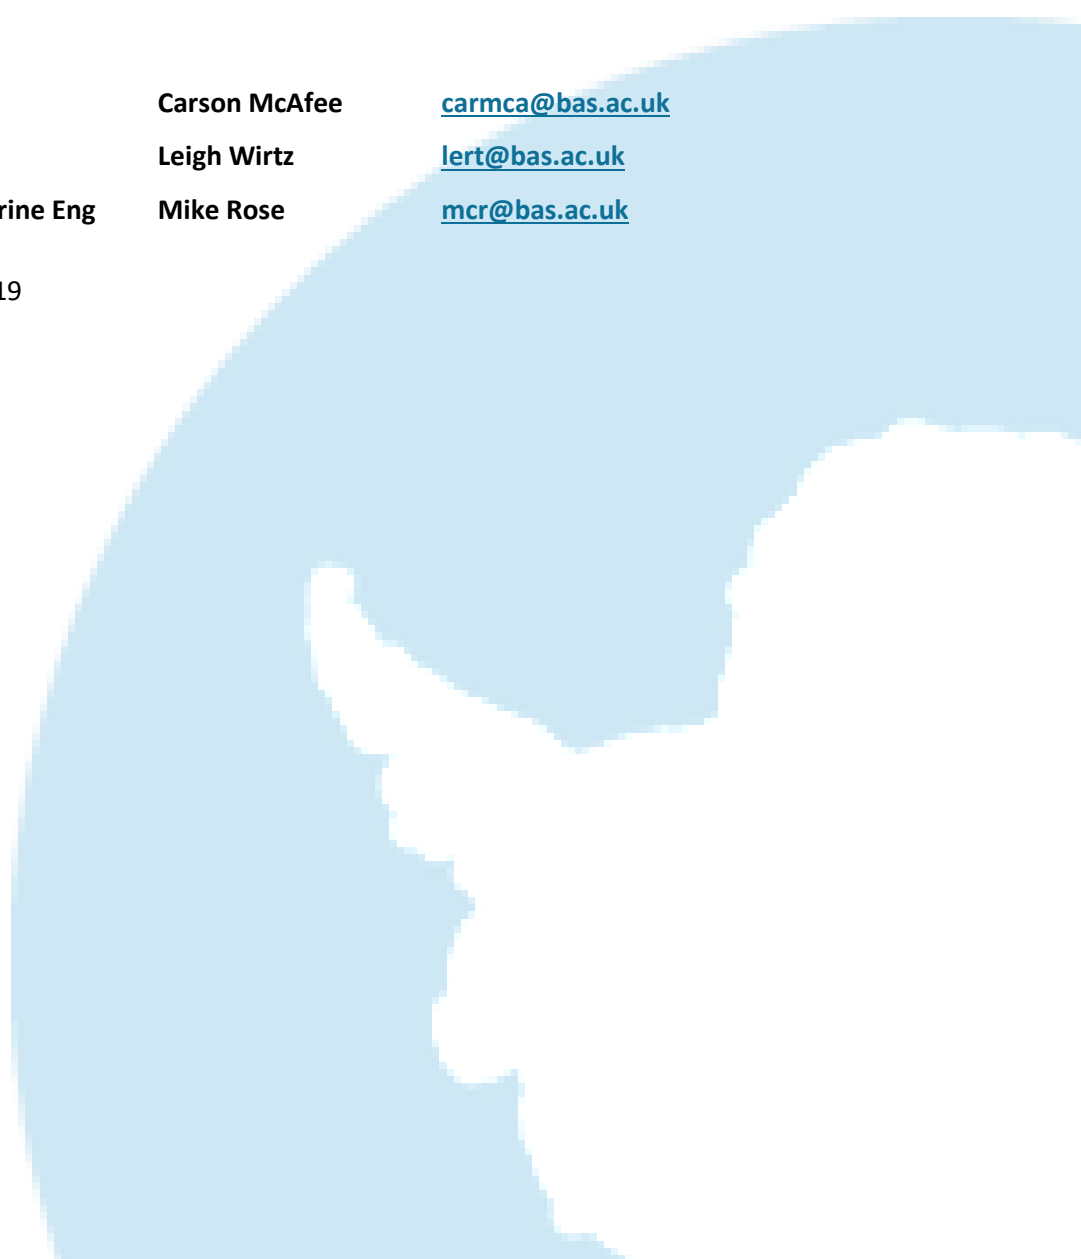 Carson McAfee carmca@bas.ac.uk
Leigh Wirtz lert@bas.ac.uk
rine Eng Mike Rose mcr@bas.ac.uk
19